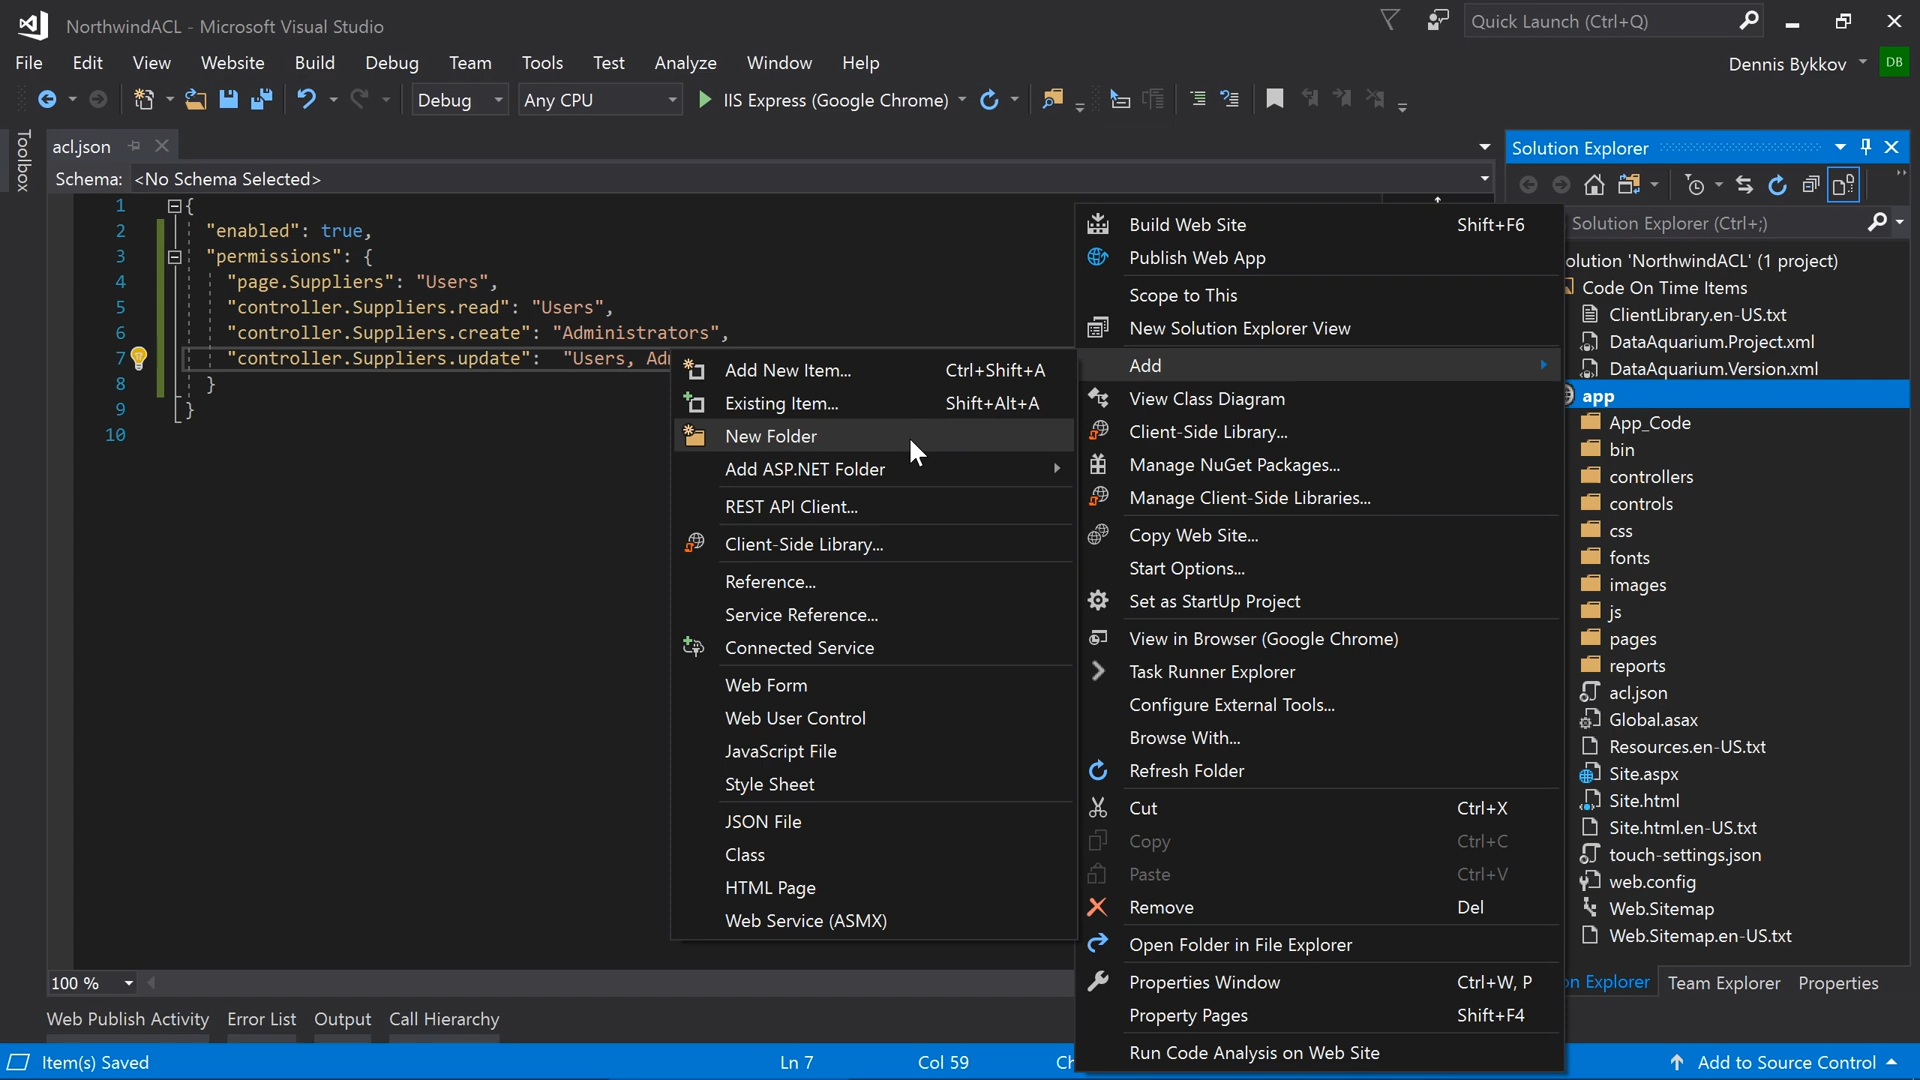 NorthwindACL - Microsoft Visual Studio
Quick Launch (Ctrl+Q)
File Edit View Website Build Debug Team Tools Test Analyze Window Help
Dennis Bykkov DB
Debug Any CPU IIS Express (Google Chrome)
Toolbox
acl.json
Schema: <No Schema Selected>
1 {
2 "enabled": true,
3 "permissions": {
4 "page.Suppliers": "Users",
5 "controller.Suppliers.read": "Users",
6 "controller.Suppliers.create": "Administrators",
7 "controller.Suppliers.update": "Users, Ad
8 }
9 }
10
Add New Item... Ctrl+Shift+A
Existing Item... Shift+Alt+A
New Folder
Add ASP.NET Folder
REST API Client...
Client-Side Library...
Reference...
Service Reference...
Connected Service
Web Form
Web User Control
JavaScript File
Style Sheet
JSON File
Class
HTML Page
Web Service (ASMX)
Build Web Site Shift+F6
Publish Web App
Scope to This
New Solution Explorer View
Add
View Class Diagram
Client-Side Library...
Manage NuGet Packages...
Manage Client-Side Libraries...
Copy Web Site...
Start Options...
Set as StartUp Project
View in Browser (Google Chrome)
Task Runner Explorer
Configure External Tools...
Browse With...
Refresh Folder
Cut Ctrl+X
Copy Ctrl+C
Paste Ctrl+V
Remove Del
Open Folder in File Explorer
Properties Window Ctrl+W, P
Property Pages Shift+F4
Run Code Analysis on Web Site
Solution Explorer
Solution Explorer (Ctrl+;)
olution 'NorthwindACL' (1 project)
Code On Time Items
ClientLibrary.en-US.txt
DataAquarium.Project.xml
DataAquarium.Version.xml
app
App_Code
bin
controllers
controls
css
fonts
images
js
pages
reports
acl.json
Global.asax
Resources.en-US.txt
Site.aspx
Site.html
Site.html.en-US.txt
touch-settings.json
web.config
Web.Sitemap
Web.Sitemap.en-US.txt
on Explorer Team Explorer Properties
100 %
Web Publish Activity Error List Output Call Hierarchy
Item(s) Saved Ln 7 Col 59 Ch Add to Source Control